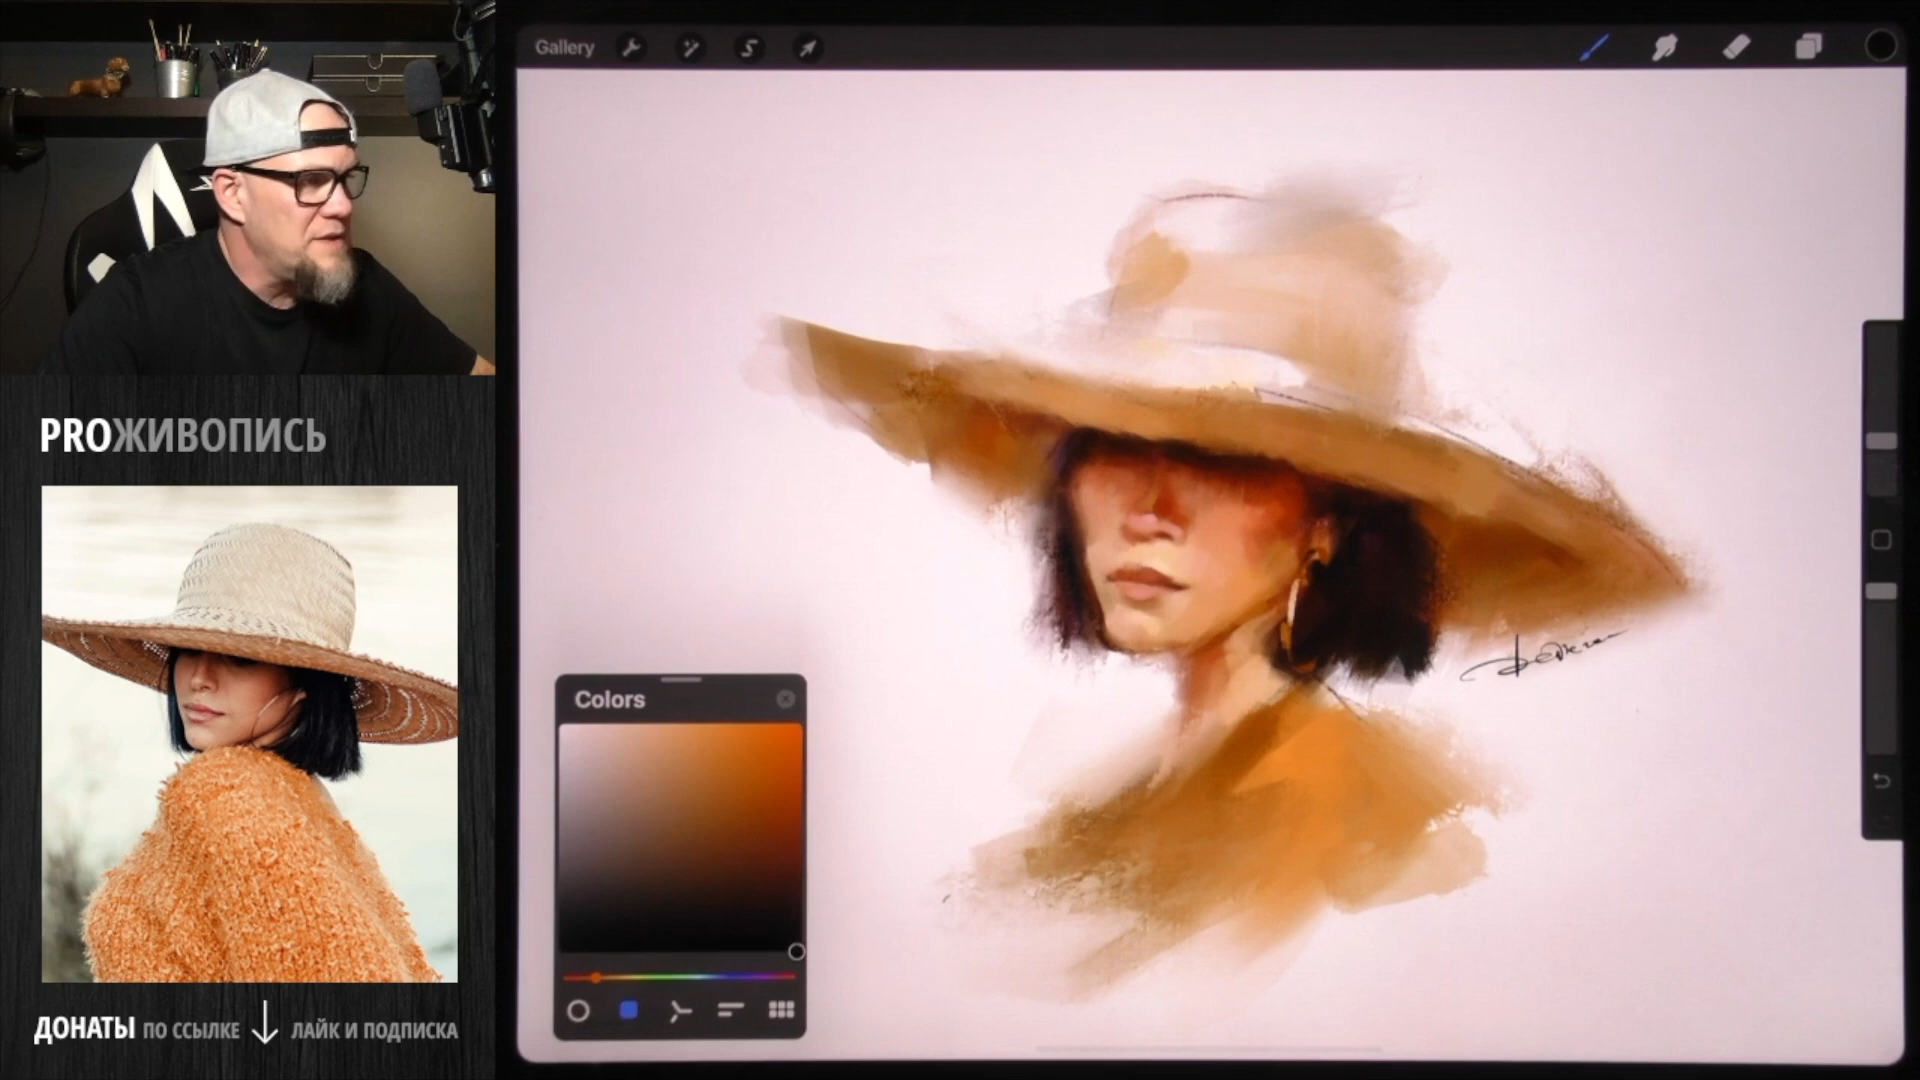 Gallery
PROЖИВОПИСЬ
Colors
ДОНАТЫ ПО ССЫЛКЕ ↓ ЛАЙК И ПОДПИСКА